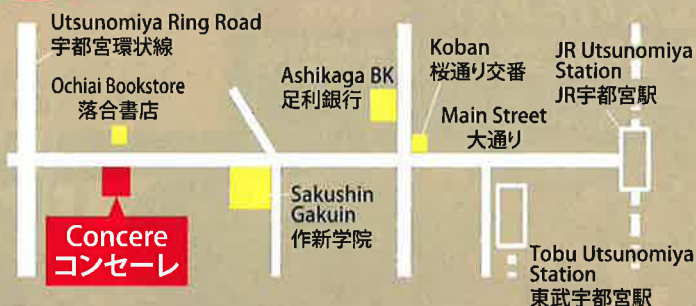 Utsunomiya Ring Road
宇都宮環状線
Ochiai Bookstore
落合書店
Ashikaga BK
足利銀行
Koban
桜通り交番
Main Street
大通り
JR Utsunomiya
Station
JR宇都宮駅
Concere
コンセーレ
Sakushin
Gakuin
作新学院
Tobu Utsunomiya
Station
東武宇都宮駅